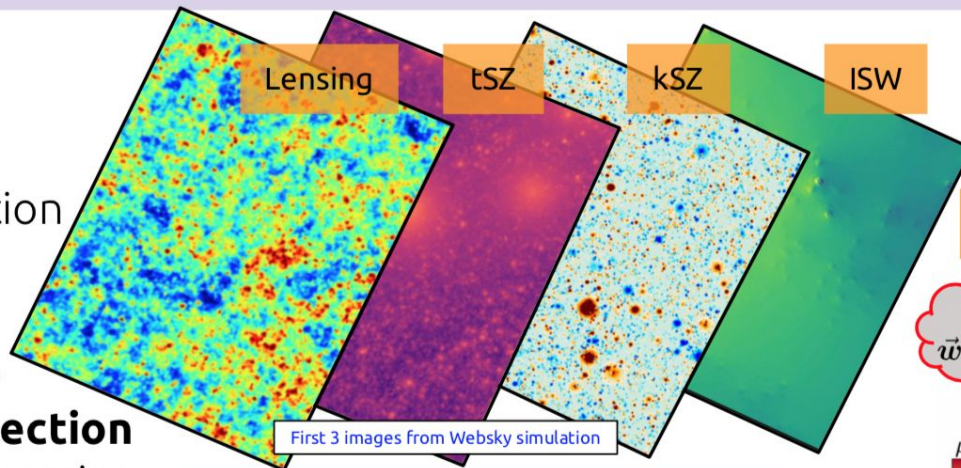 Lensing
tSZ
kSZ
ISW
tion
w
ection
First 3 images from Websky simulation